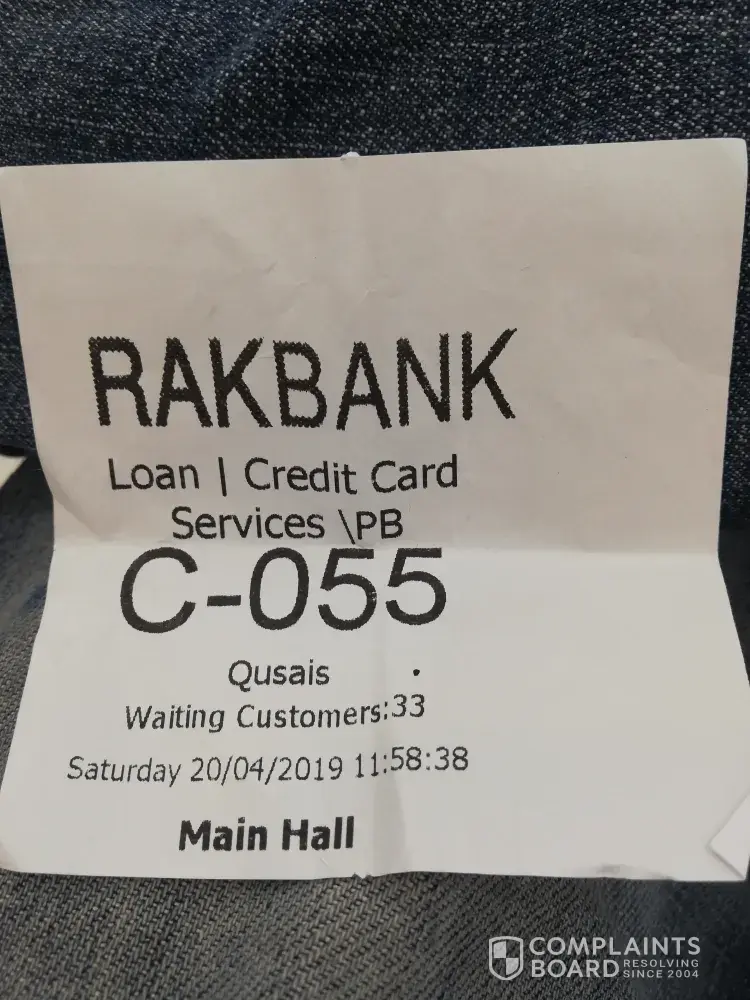 RAKBANK
Loan | Credit Card
Services \PB
C-055
Qusais
Waiting Customers:33
Saturday 20/04/2019 11:58:38
Main Hall
COMPLAINTS
BOARD RESOLVING
SINCE 2004